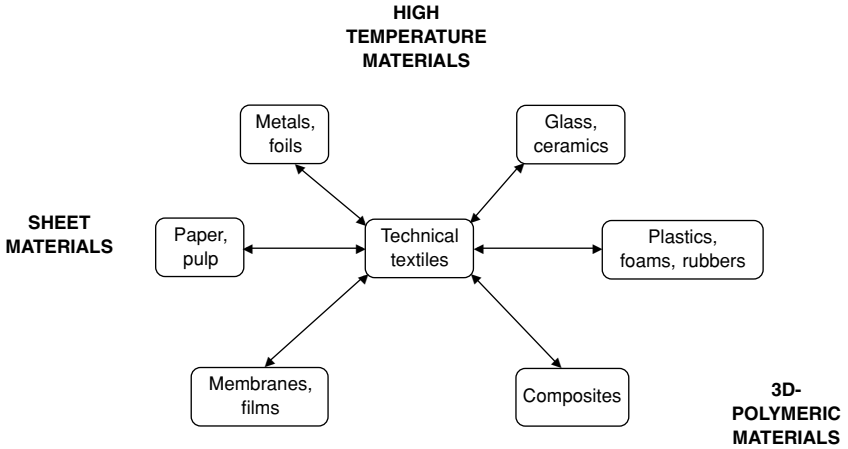 HIGH
TEMPERATURE
MATERIALS
Metals,
foils
Glass,
ceramics
SHEET
MATERIALS
Paper,
pulp
Technical
textiles
Plastics,
foams, rubbers
Membranes,
films
Composites
3D-
POLYMERIC
MATERIALS